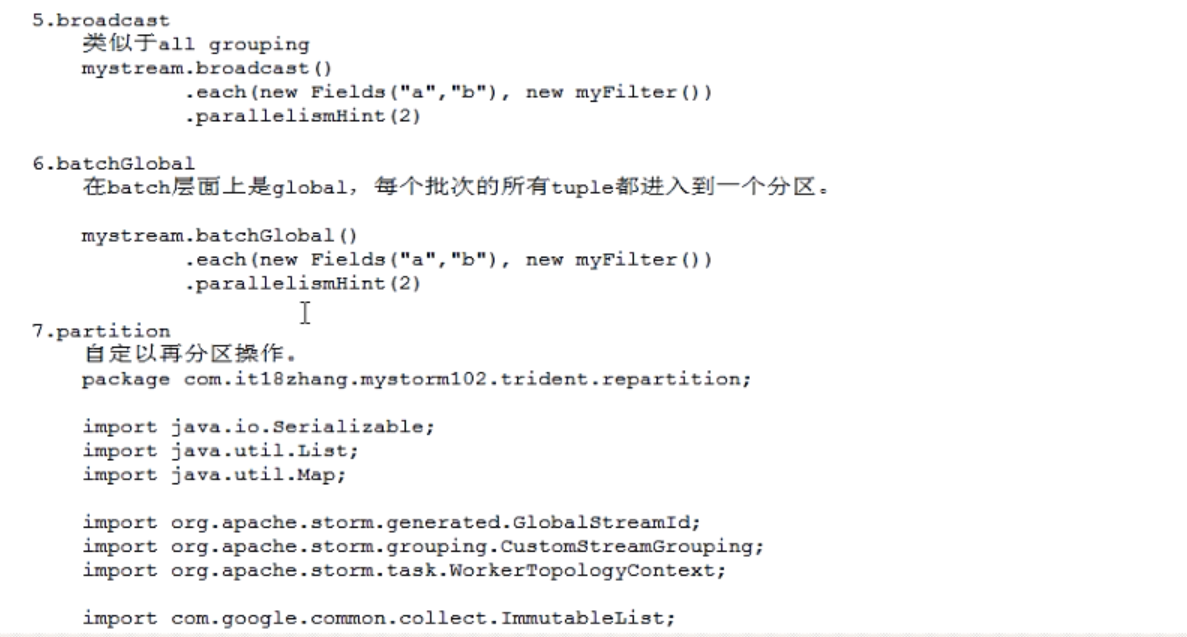 5.broadcast
类似于all grouping
mystream.broadcast()
.each(new Fields("a","b"), new myFilter())
.parallelismHint(2)
6.batchGlobal
在batch层面上是global，每个批次的所有tuple都进入到一个分区。
mystream.batchGlobal()
.each(new Fields("a","b"), new myFilter())
.parallelismHint(2)
7.partition
自定以再分区操作。
package com.it18zhang.mystorm102.trident.repartition;
import java.io.Serializable;
import java.util.List;
import java.util.Map;
import org.apache.storm.generated.GlobalStreamId;
import org.apache.storm.grouping.CustomStreamGrouping;
import org.apache.storm.task.WorkerTopologyContext;
import com.google.common.collect.ImmutableList;